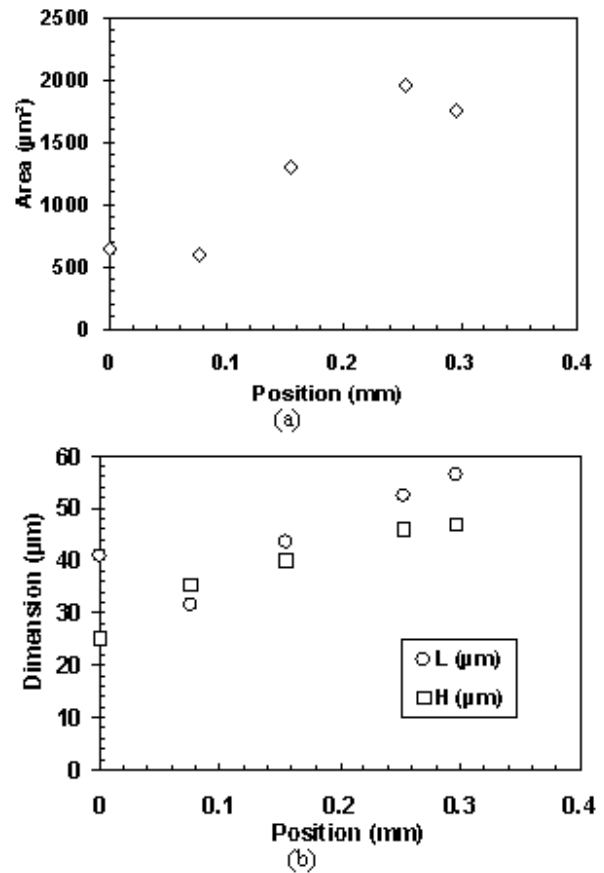 2500
2000
1500
1000
500
0
Area (µm²)
0 0.1 0.2 0.3 0.4
Position (mm)
(a)
60
50
40
30
20
10
0
Dimension (µm)
L (µm)
H (µm)
0 0.1 0.2 0.3 0.4
Position (mm)
(b)